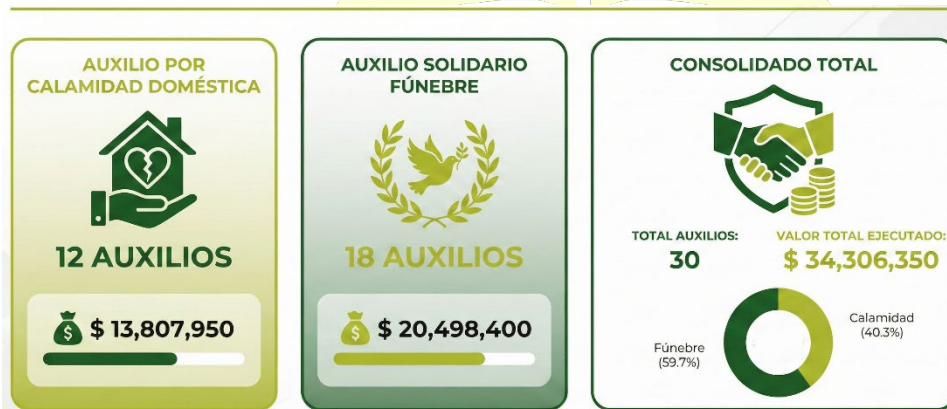 AUXILIO POR
CALAMIDAD DOMÉSTICA
12 AUXILIOS
$
$ 13,807,950
AUXILIO SOLIDARIO
FÚNEBRE
18 AUXILIOS
$
$ 20,498,400
CONSOLIDADO TOTAL
TOTAL AUXILIOS:
30
VALOR TOTAL EJECUTADO:
$ 34,306,350
Calamidad
(40.3%)
Fúnebre
(59.7%)